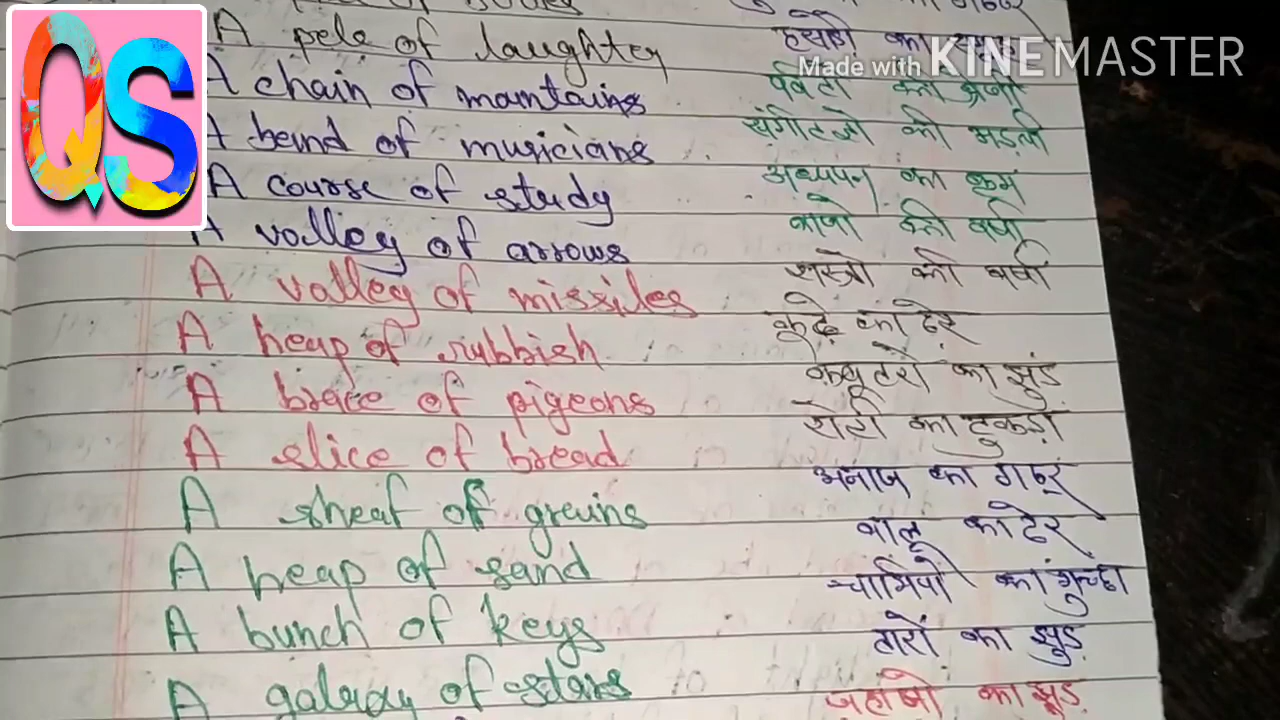 QS
Made with KINEMASTER
A pele of laughter हंसी का
A chain of mantains पर्वतों की श्रेणी
A band of musicians संगीतज्ञों की मंडली
A course of study अध्ययन का क्रम
A volley of arrows बाणों की वर्षा
A volley of missiles शस्त्रों की वर्षा
A heap of rubbish कूड़े का ढेर
A brace of pigeons कबूतरों का झुंड
A slice of bread रोटी का टुकड़ा
A sheaf of grains अनाज का गट्ठर
A heap of sand बालू का ढेर
A bunch of keys चाभियों का गुच्छा
A galaxy of stars तारों का झुंड़
जहाजो का झुंड़